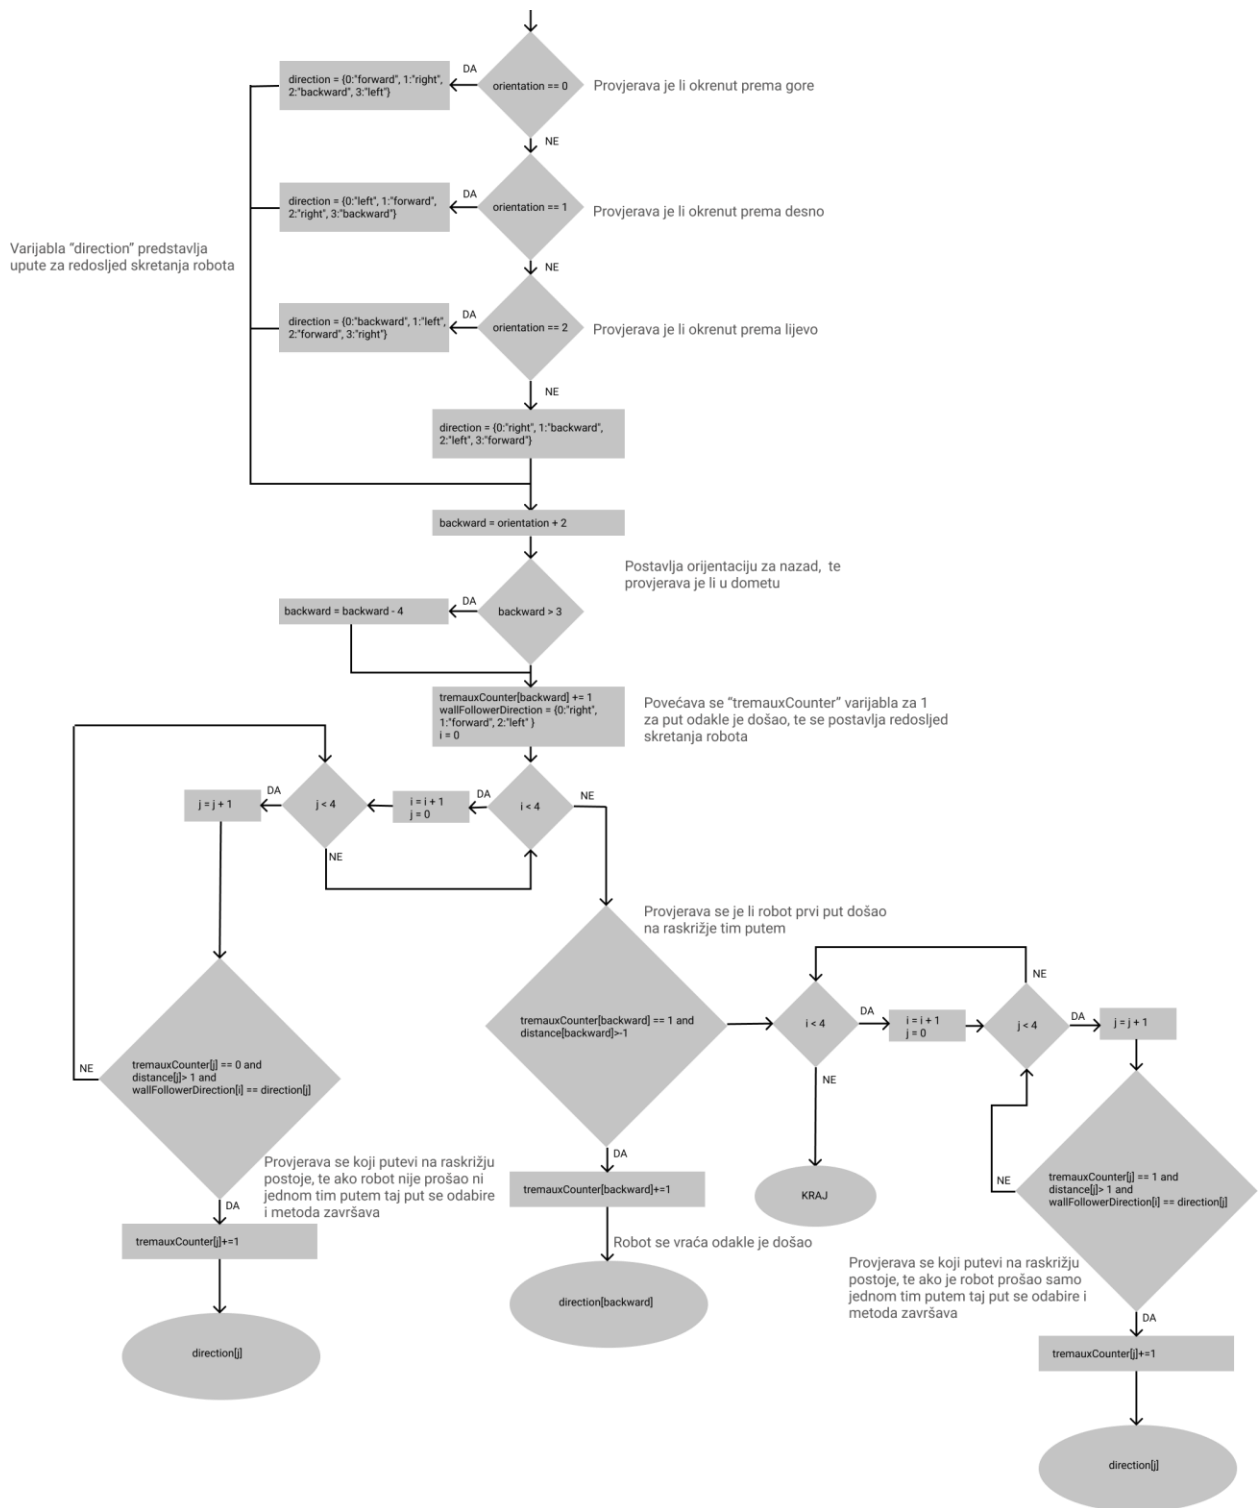 DA
direction = {0:"forward", 1:"right",
2:"backward", 3:"left"}
orientation == 0
Provjerava je li okrenut prema gore
NE
DA
direction = {0:"left", 1:"forward",
2:"right", 3:"backward"}
orientation == 1
Provjerava je li okrenut prema desno
Varijabla "direction" predstavlja
upute za redosljed skretanja robota
NE
DA
direction = {0:"backward", 1:"left",
2:"forward", 3:"right"}
orientation == 2
Provjerava je li okrenut prema lijevo
NE
direction = {0:"right", 1:"backward",
2:"left", 3:"forward"}
backward = orientation + 2
Postavlja orijentaciju za nazad, te
provjerava je li u dometu
DA
backward = backward - 4
backward > 3
tremauxCounter[backward] += 1
wallFollowerDirection = {0:"right",
1:"forward", 2:"left" }
i = 0
Povećava se "tremauxCounter" varijabla za 1
za put odakle je došao, te se postavlja redosljed
skretanja robota
DA
DA
NE
j = j + 1
j < 4
i = i + 1
j = 0
i < 4
NE
Provjerava se je li robot prvi put došao
na raskrižje tim putem
NE
tremauxCounter[backward] == 1 and
distance[backward]>-1
i < 4
DA
i = i + 1
j = 0
j < 4
DA
j = j + 1
NE
NE
tremauxCounter[j] == 0 and
distance[j]> 1 and
wallFollowerDirection[i] == direction[j]
Provjerava se koji putevi na raskrižju
postoje, te ako robot nije prošao ni
jednom tim putem taj put se odabire
i metoda završava
DA
tremauxCounter[j]+=1
direction[j]
DA
tremauxCounter[backward]+=1
Robot se vraća odakle je došao
direction[backward]
KRAJ
NE
tremauxCounter[j] == 1 and
distance[j]> 1 and
wallFollowerDirection[i] == direction[j]
Provjerava se koji putevi na raskrižju
postoje, te ako je robot prošao samo
jednom tim putem taj put se odabire i
metoda završava
DA
tremauxCounter[j]+=1
direction[j]